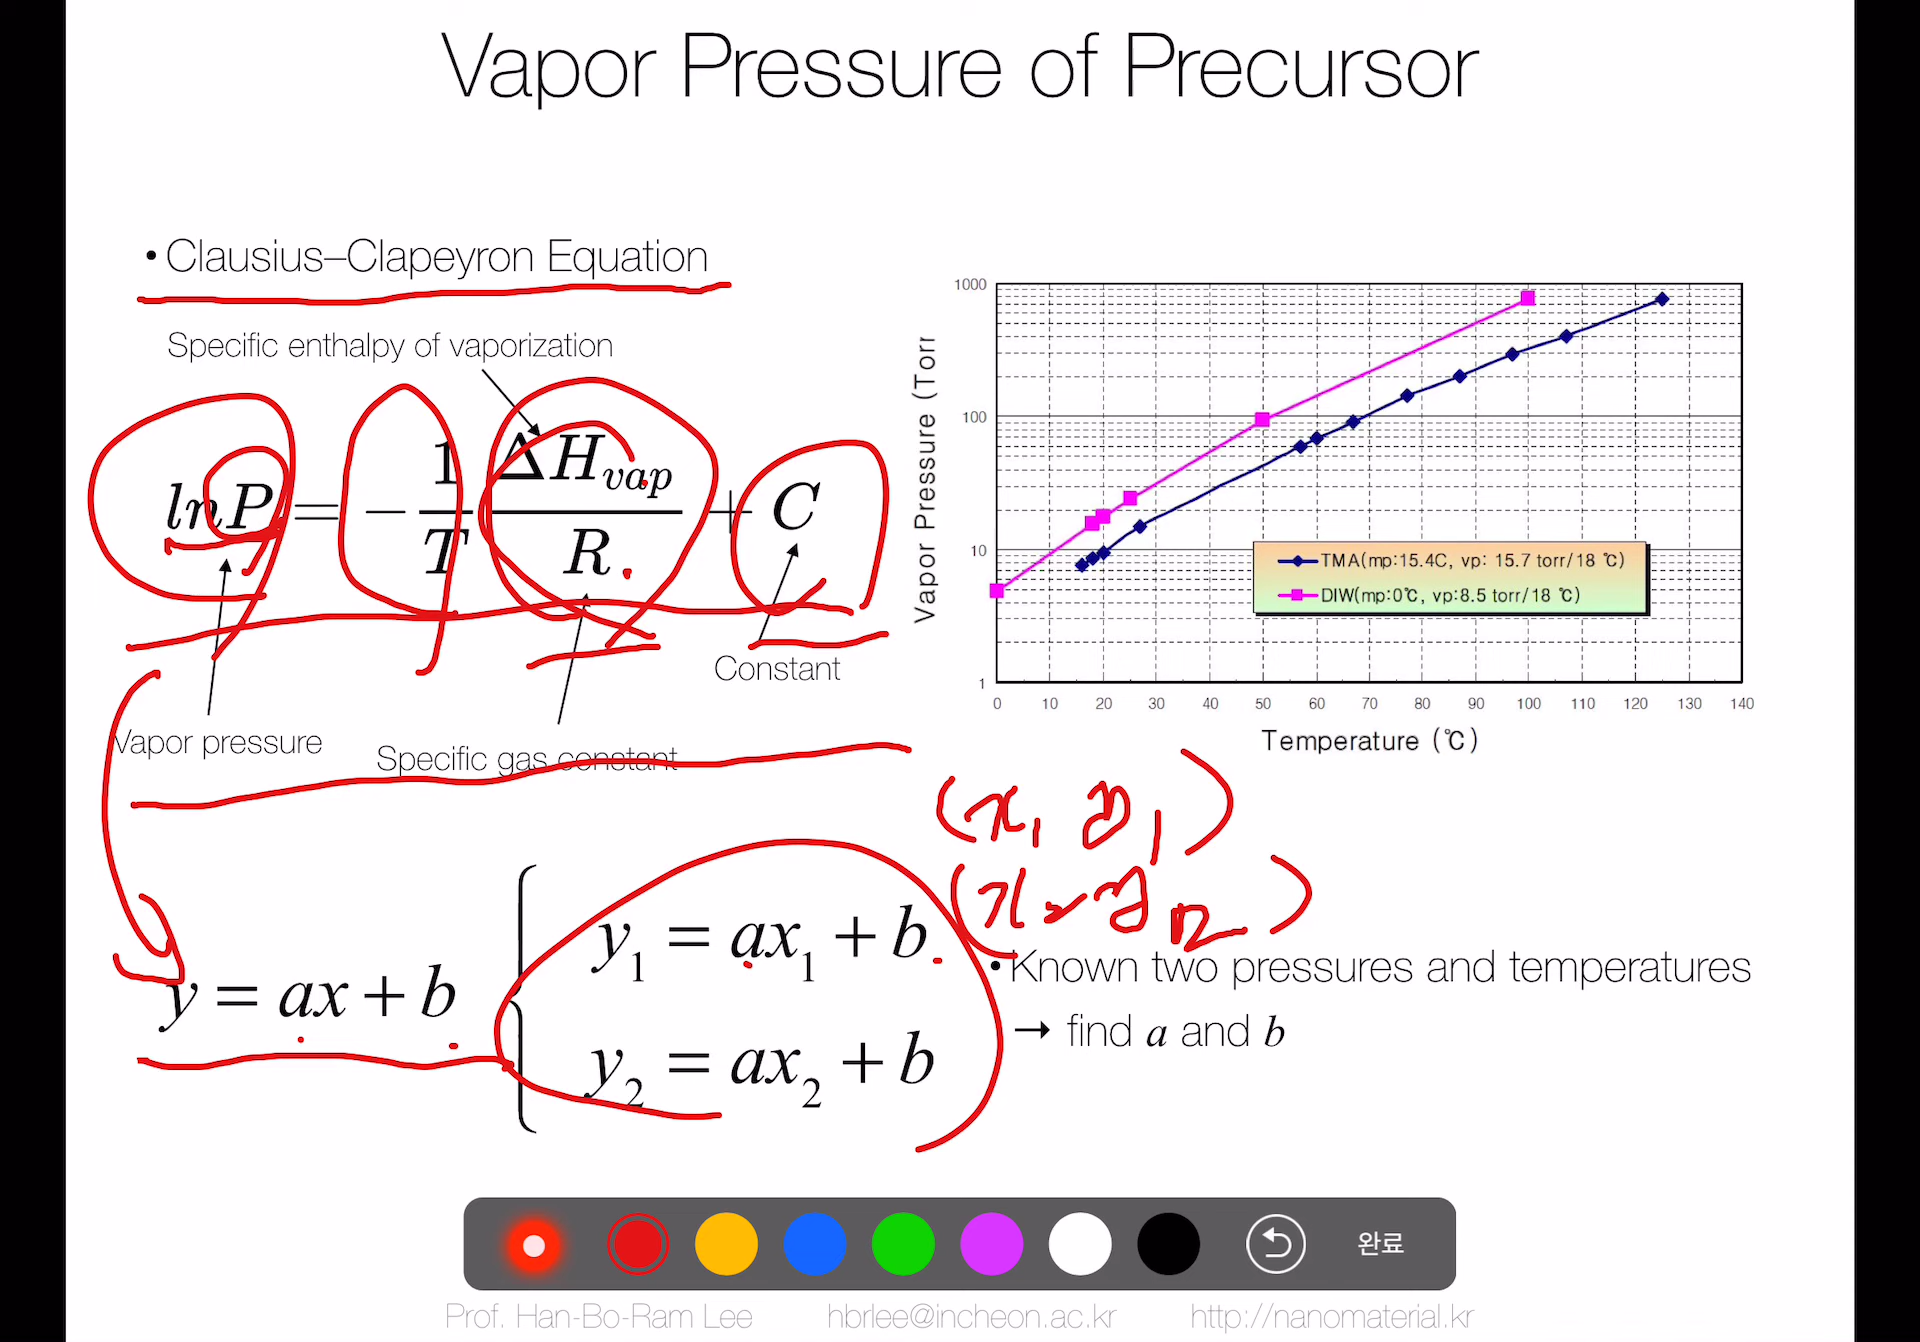 Vapor Pressure of Precursor
• Clausius–Clapeyron Equation
Specific enthalpy of vaporization
lnP = − 1/T ΔH_vap/R + C
Vapor pressure
Specific gas constant
Constant
Vapor Pressure (Torr
1000
100
10
1
0 10 20 30 40 50 60 70 80 90 100 110 120 130 140
Temperature (℃)
TMA(mp:15.4C, vp: 15.7 torr/18 ℃)
DIW(mp:0℃, vp:8.5 torr/18 ℃)
(x₁ y₁)
(x₂ y₂)
y = ax + b
y₁ = ax₁ + b
y₂ = ax₂ + b
• Known two pressures and temperatures
→ find a and b
완료
Prof. Han-Bo-Ram Lee hbrlee@incheon.ac.kr http://nanomaterial.kr